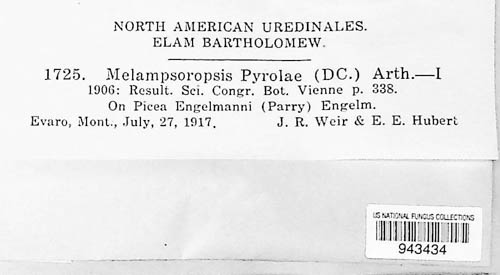 NORTH AMERICAN UREDINALES.
ELAM BARTHOLOMEW.
1725. Melampsoropsis Pyrolae (DC.) Arth.—I
1906: Result. Sci. Congr. Bot. Vienne p. 338.
On Picea Engelmanni (Parry) Engelm.
Evaro, Mont., July, 27, 1917. J. R. Weir & E. E. Hubert
US NATIONAL FUNGUS COLLECTIONS
943434